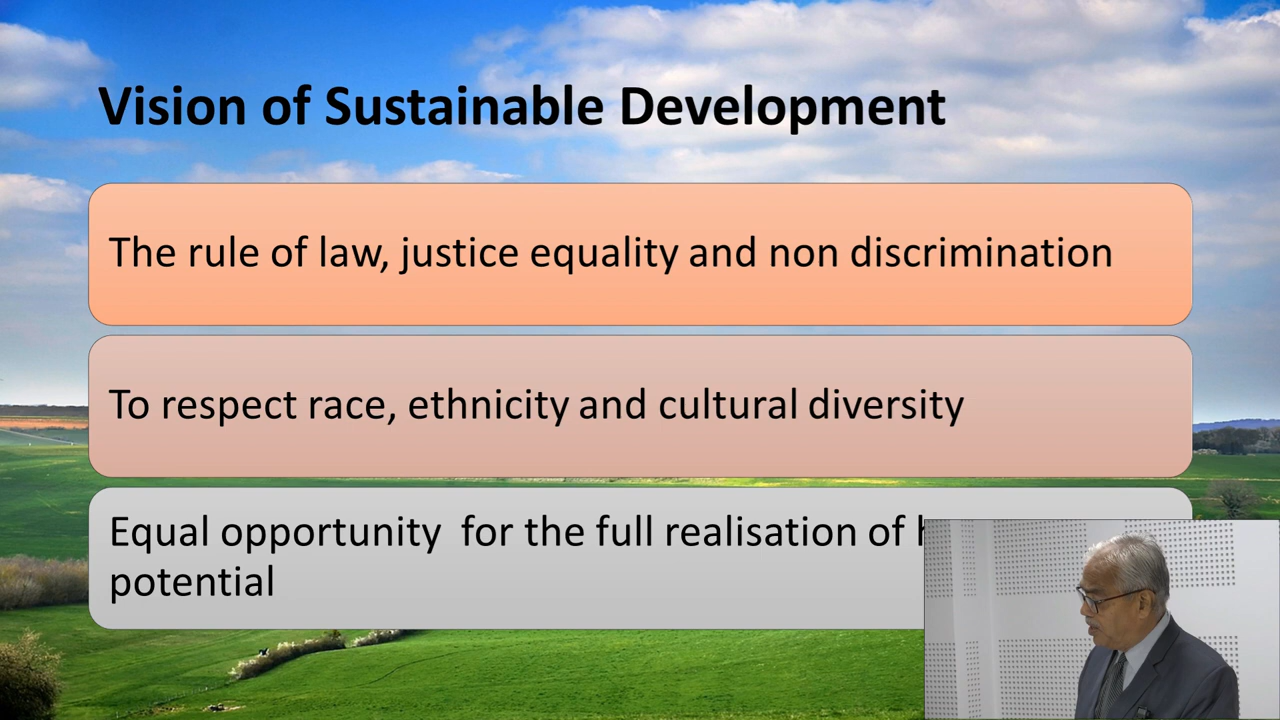 Vision of Sustainable Development
The rule of law, justice equality and non discrimination
To respect race, ethnicity and cultural diversity
Equal opportunity for the full realisation of
potential